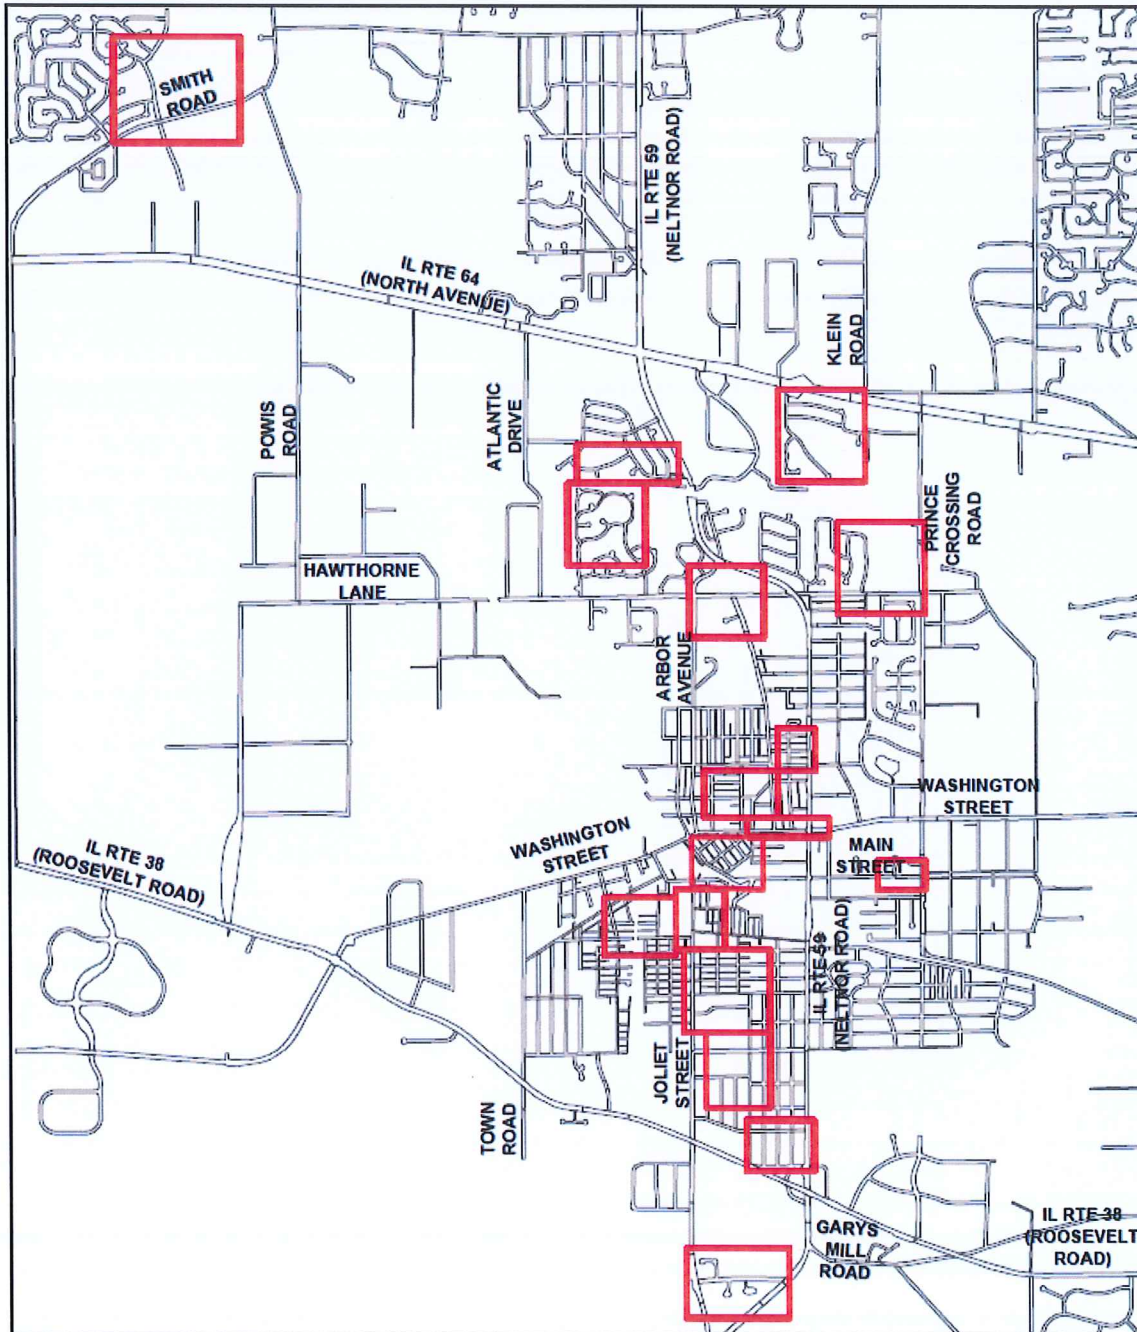 SMITH
ROAD
IL RTE 59
(NELTNOR ROAD)
IL RTE 64
(NORTH AVENUE)
KLEIN
ROAD
POWIS
ROAD
ATLANTIC
DRIVE
PRINCE
CROSSING
ROAD
HAWTHORNE
LANE
ARBOR
AVENUE
WASHINGTON
STREET
WASHINGTON
STREET
MAIN
STREET
IL RTE 38
(ROOSEVELT ROAD)
IL RTE 59
(NELTNOR ROAD)
JOLIET
STREET
TOWN
ROAD
GARYS
MILL
ROAD
IL RTE 38
(ROOSEVELT
ROAD)